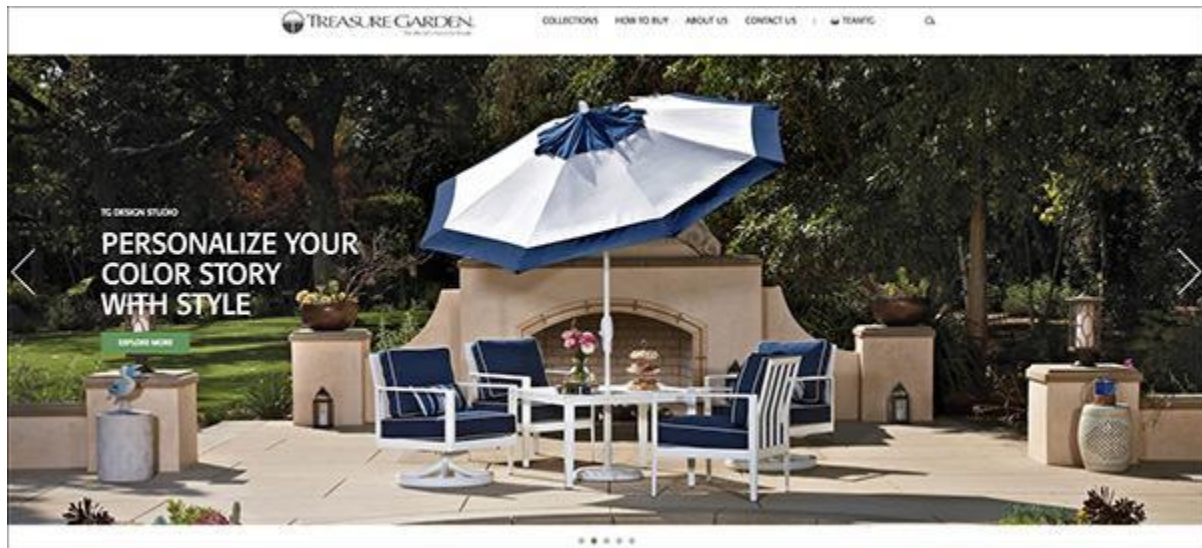 TREASURE GARDEN
COLLECTIONS HOW TO BUY ABOUT US CONTACT US | TEAMTG
TG DESIGN STUDIO
PERSONALIZE YOUR
COLOR STORY
WITH STYLE
EXPLORE MORE